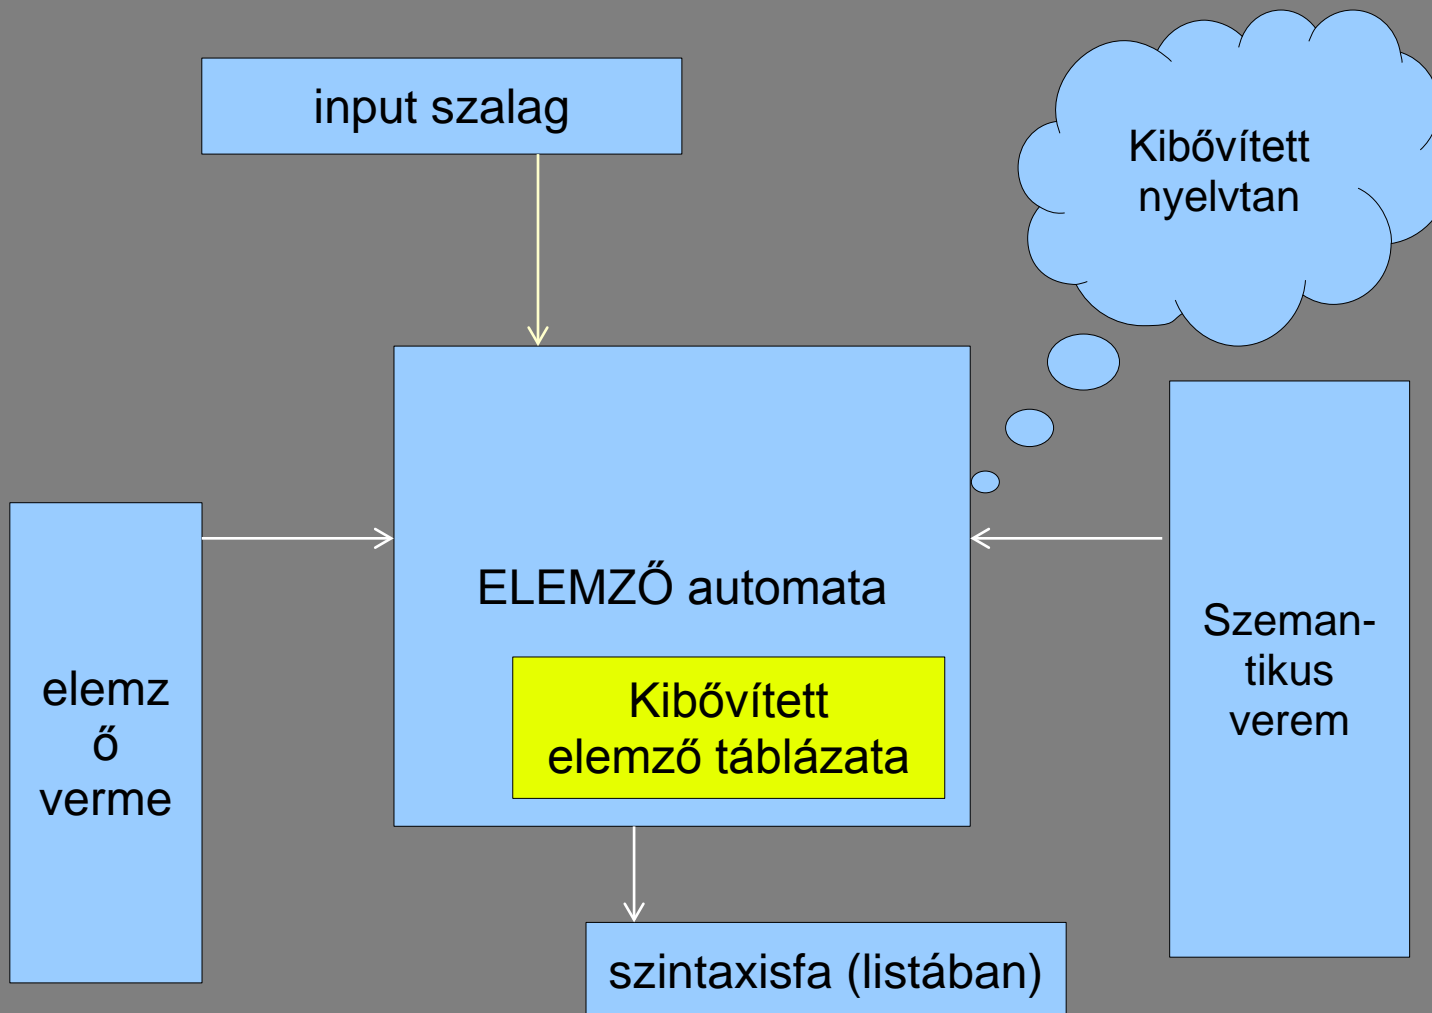 input szalag
Kibővített
nyelvtan
ELEMZŐ automata
Kibővített
elemző táblázata
elemz
ő
verme
Szeman-
tikus
verem
szintaxisfa (listában)